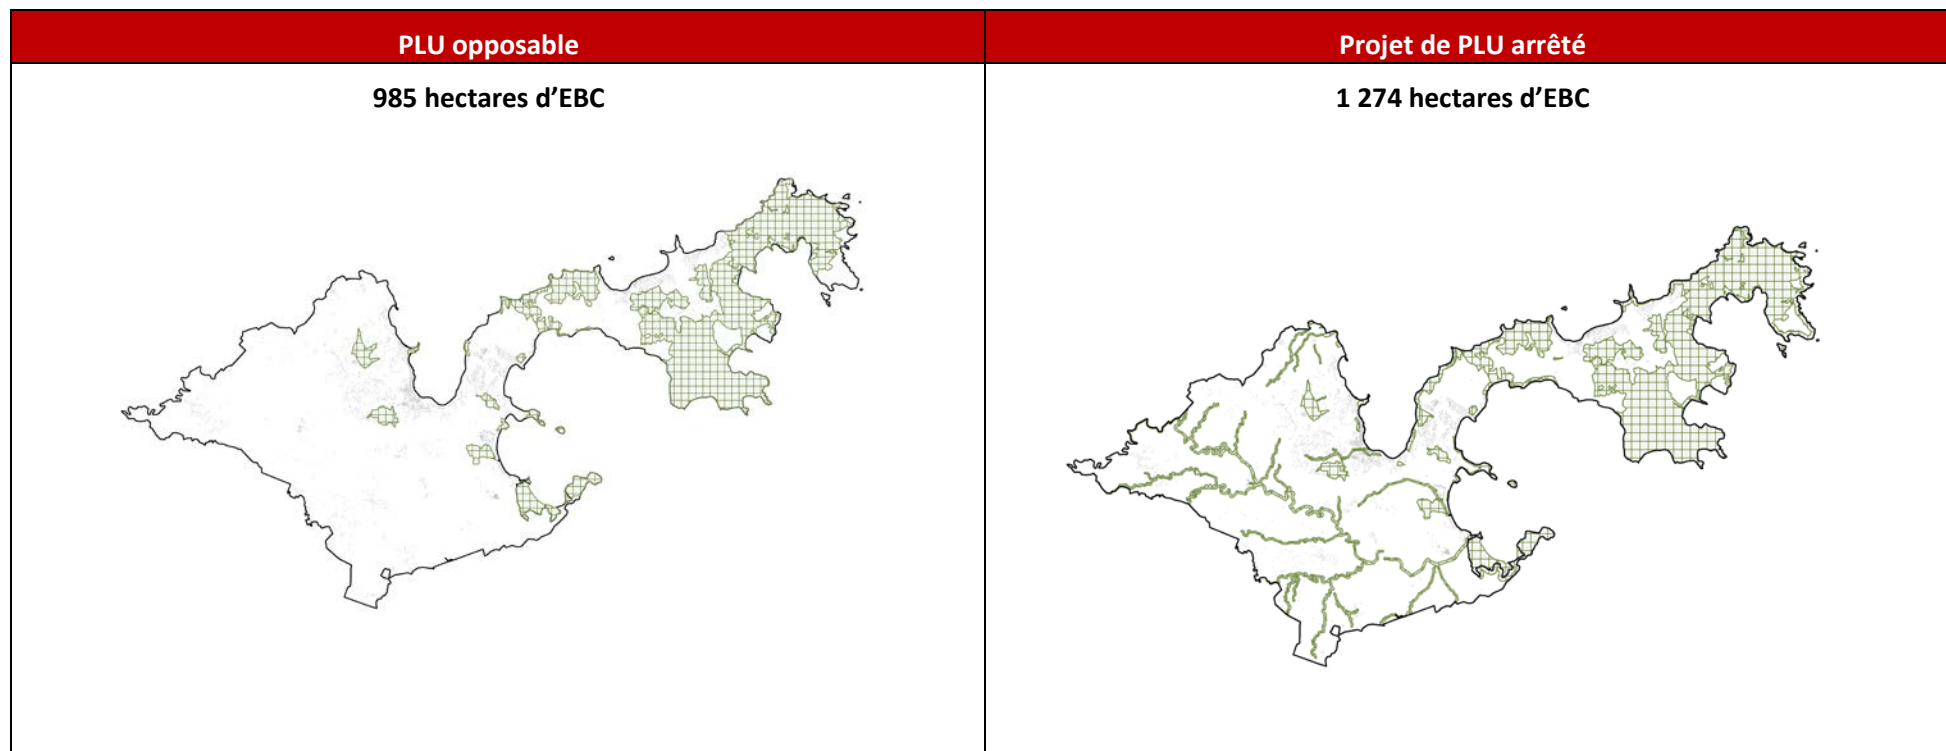 PLU opposable
Projet de PLU arrêté
985 hectares d’EBC
1 274 hectares d’EBC